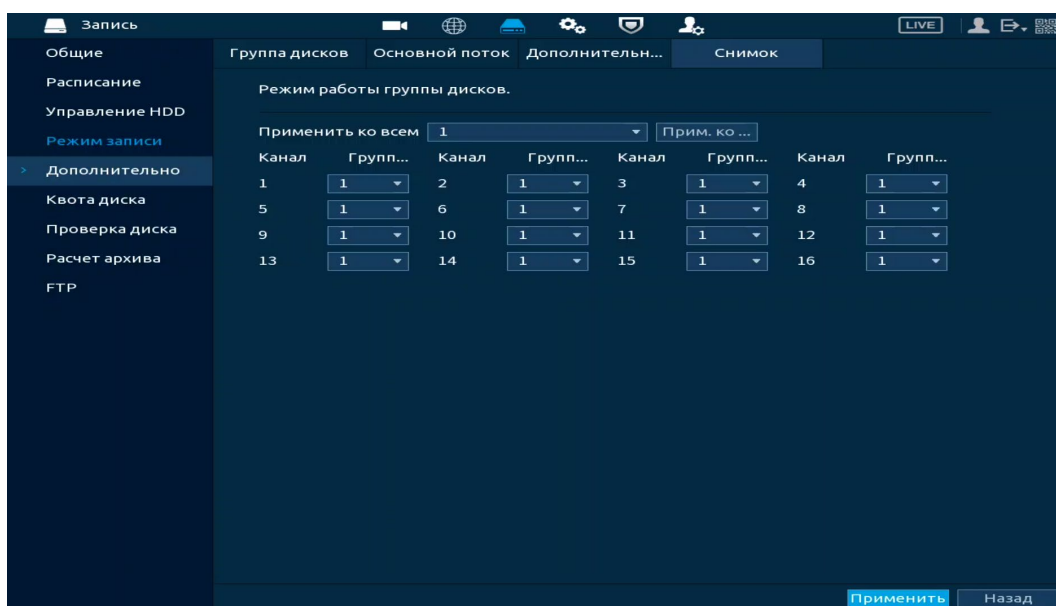 Запись
LIVE
Общие
Расписание
Управление HDD
Режим записи
> Дополнительно
Квота диска
Проверка диска
Расчет архива
FTP
Группа дисков Основной поток Дополнительн... Снимок
Режим работы группы дисков.
Применить ко всем 1 Прим. ко ...
Канал Групп... Канал Групп... Канал Групп... Канал Групп...
1 1 2 1 3 1 4 1
5 1 6 1 7 1 8 1
9 1 10 1 11 1 12 1
13 1 14 1 15 1 16 1
Применить Назад